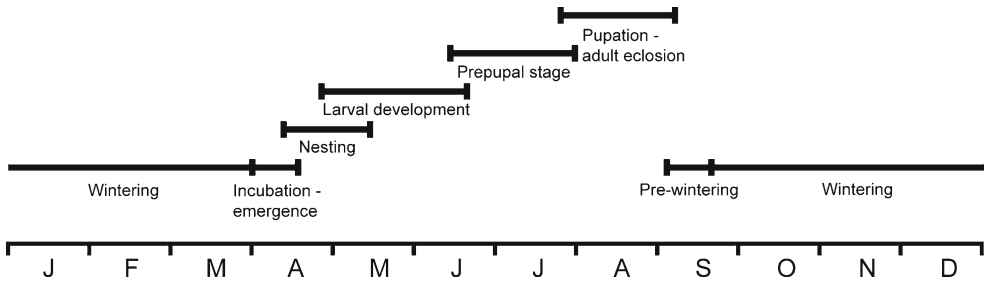 Pupation -
adult eclosion
Prepupal stage
Larval development
Nesting
Wintering
Incubation -
emergence
Pre-wintering
Wintering
J F M A M J J A S O N D